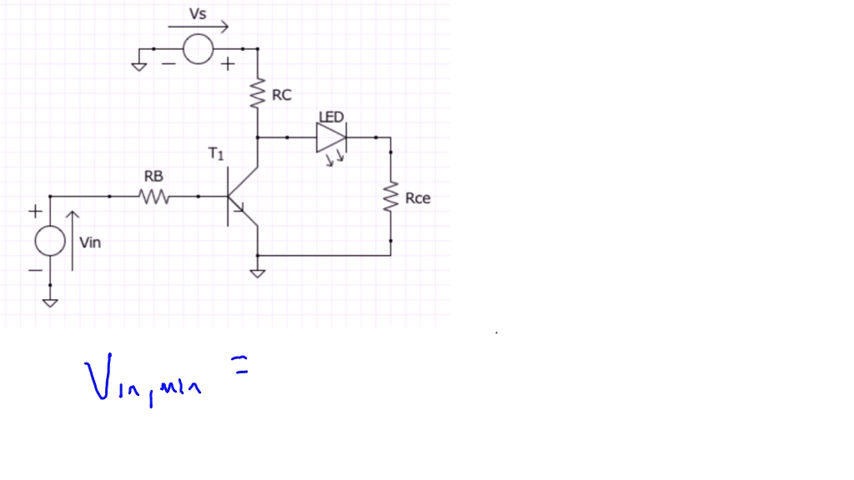 Vs
− +
RC
LED
T1
RB
Rce
+
Vin
−
Vin,min =